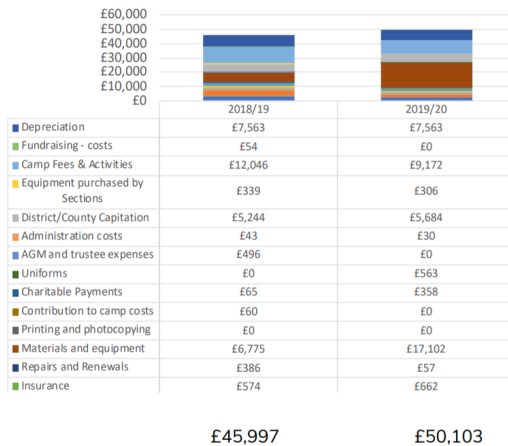 £60,000
£50,000
£40,000
£30,000
£20,000
£10,000
£0
2018/19 2019/20
Depreciation £7,563 £7,563
Fundraising - costs £54 £0
Camp Fees & Activities £12,046 £9,172
Equipment purchased by
Sections £339 £306
District/County Capitation £5,244 £5,684
Administration costs £43 £30
AGM and trustee expenses £496 £0
Uniforms £0 £563
Charitable Payments £65 £358
Contribution to camp costs £60 £0
Printing and photocopying £0 £0
Materials and equipment £6,775 £17,102
Repairs and Renewals £386 £57
Insurance £574 £662
£45,997 £50,103